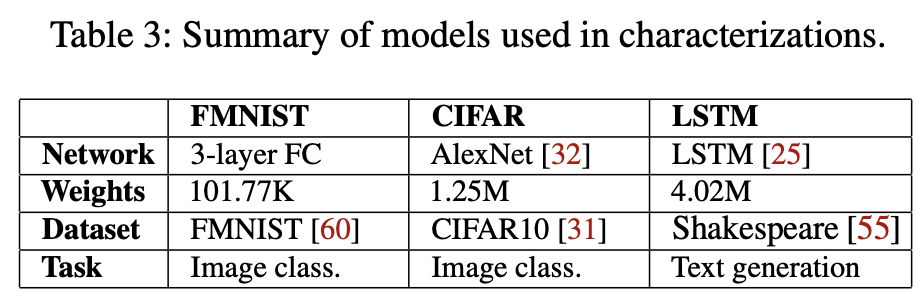 Table 3: Summary of models used in characterizations.
FMNIST CIFAR LSTM
Network 3-layer FC AlexNet [32] LSTM [25]
Weights 101.77K 1.25M 4.02M
Dataset FMNIST [60] CIFAR10 [31] Shakespeare [55]
Task Image class. Image class. Text generation